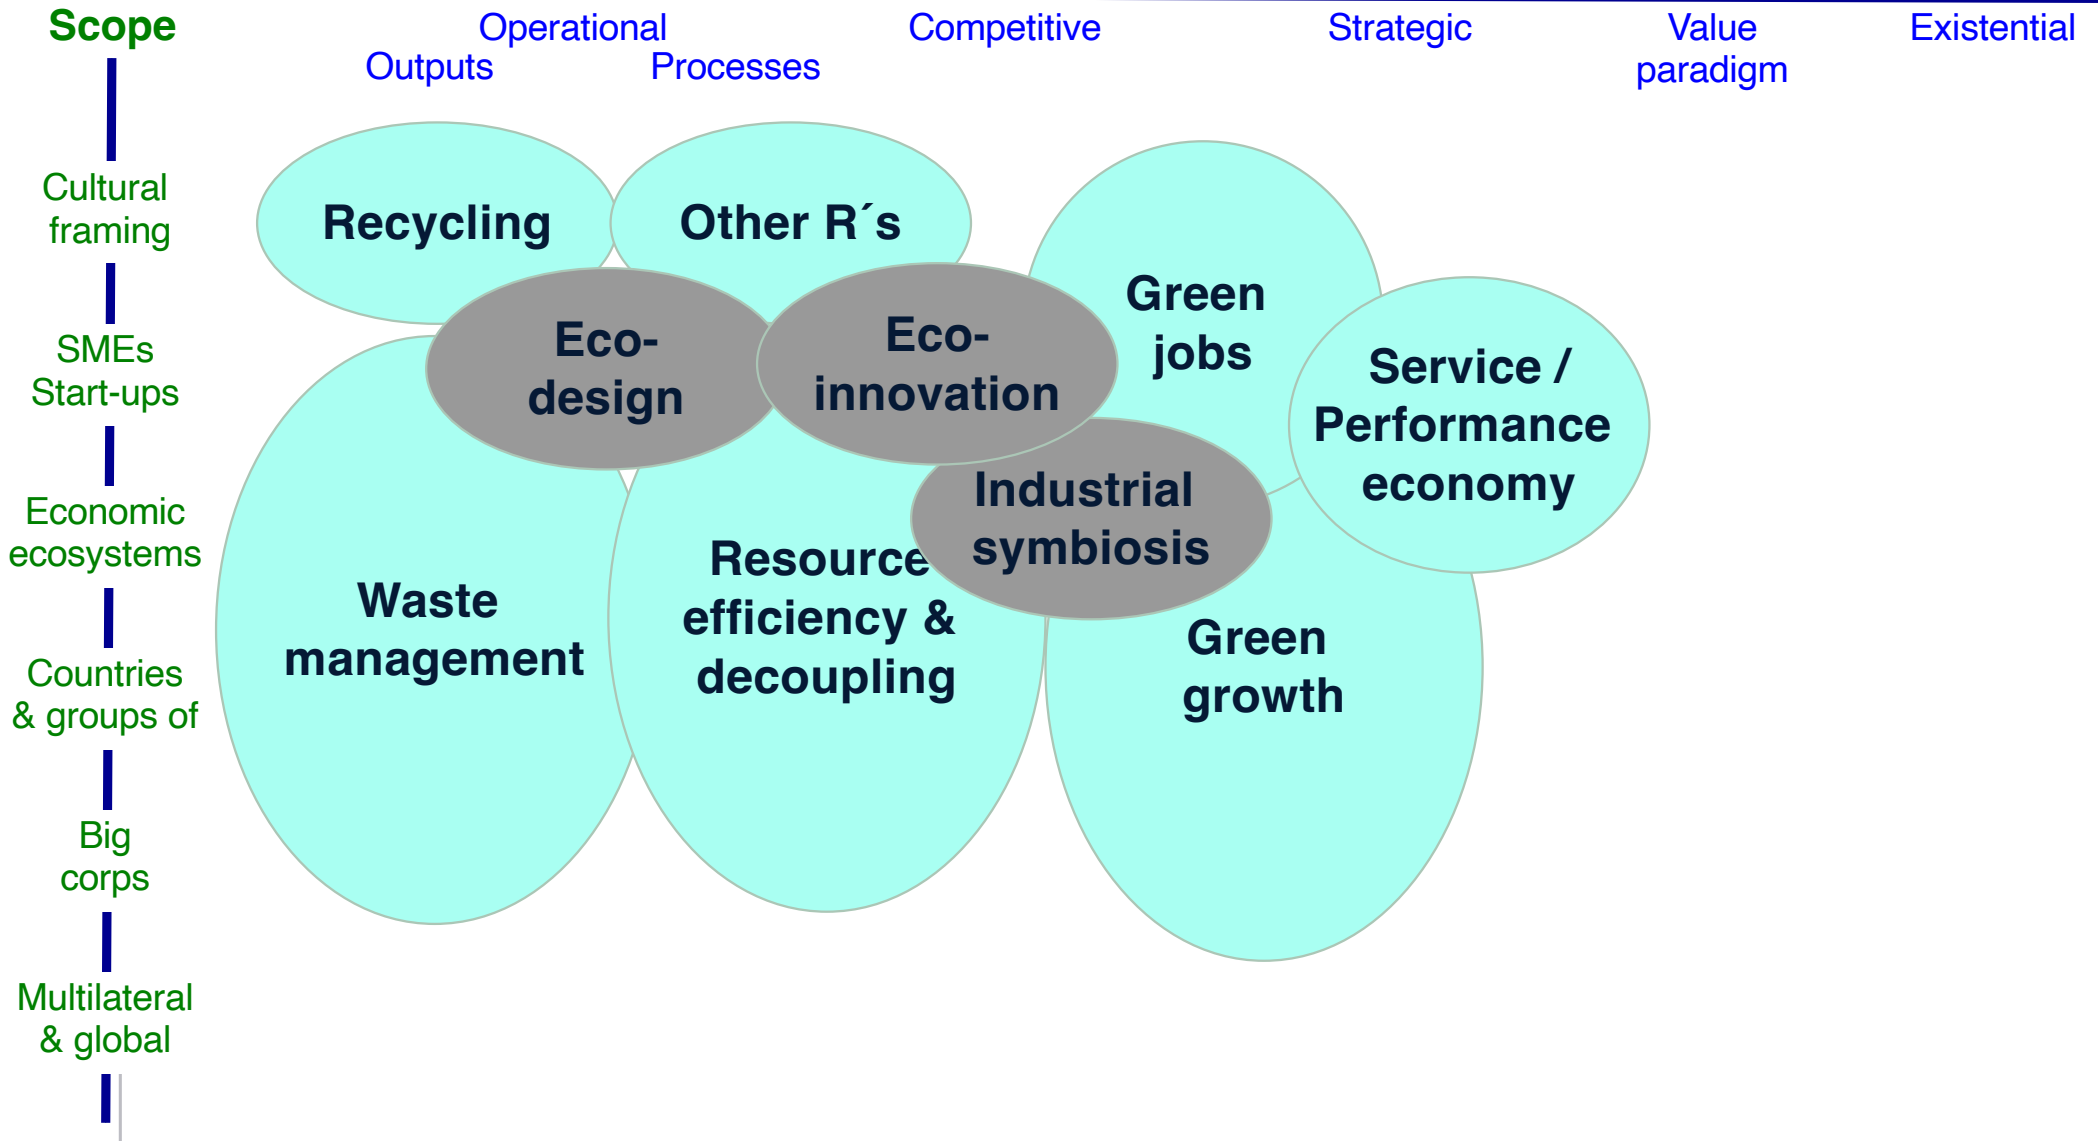 Scope
Operational
Competitive
Strategic
Value
paradigm
Existential
Outputs
Processes
Cultural
framing
SMEs
Start-ups
Economic
ecosystems
Countries
& groups of
Big
corps
Multilateral
& global
Recycling
Other R´s
Green
jobs
Eco-
design
Eco-
innovation
Service /
Performance
economy
Industrial
symbiosis
Waste
management
Resource
efficiency &
decoupling
Green
growth